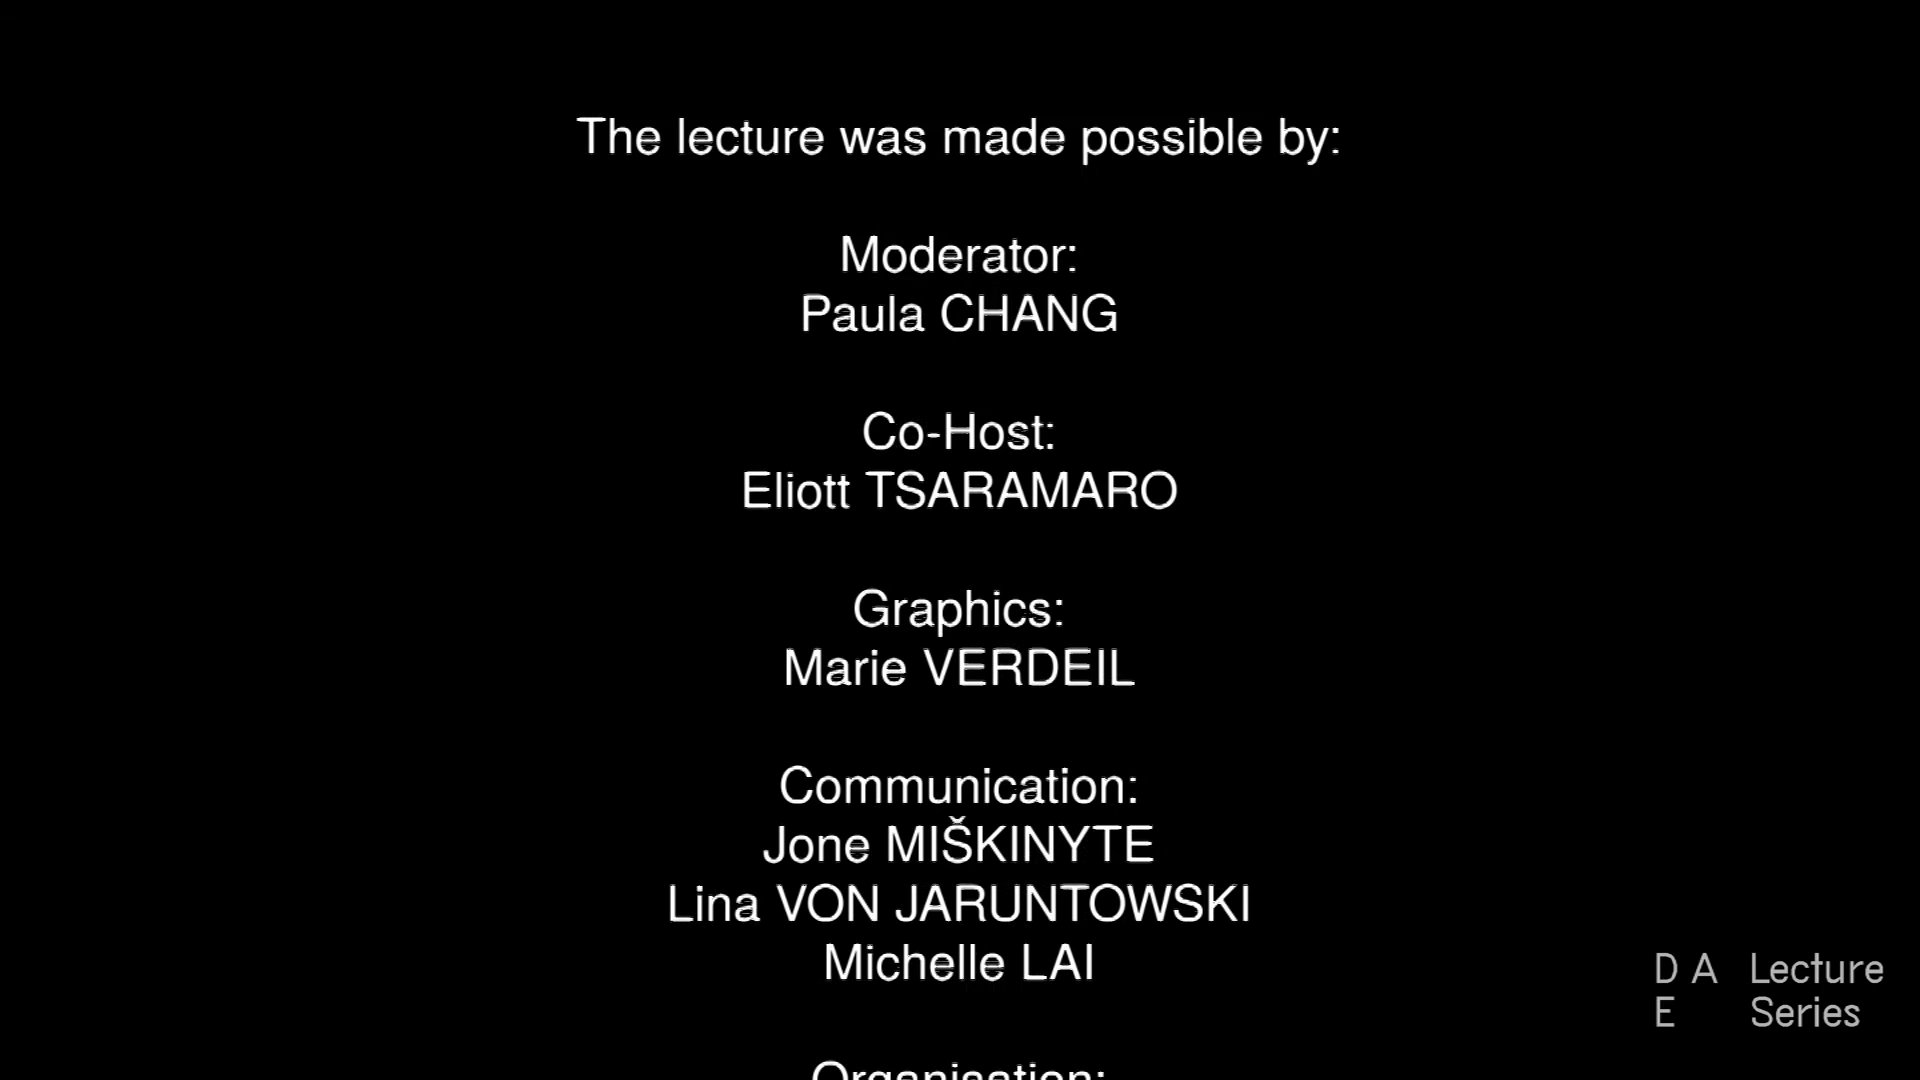 The lecture was made possible by:
Moderator:
Paula CHANG
Co-Host:
Eliott TSARAMARO
Graphics:
Marie VERDEIL
Communication:
Jone MIŠKINYTE
Lina VON JARUNTOWSKI
Michelle LAI
Organisation:
D A Lecture
E Series